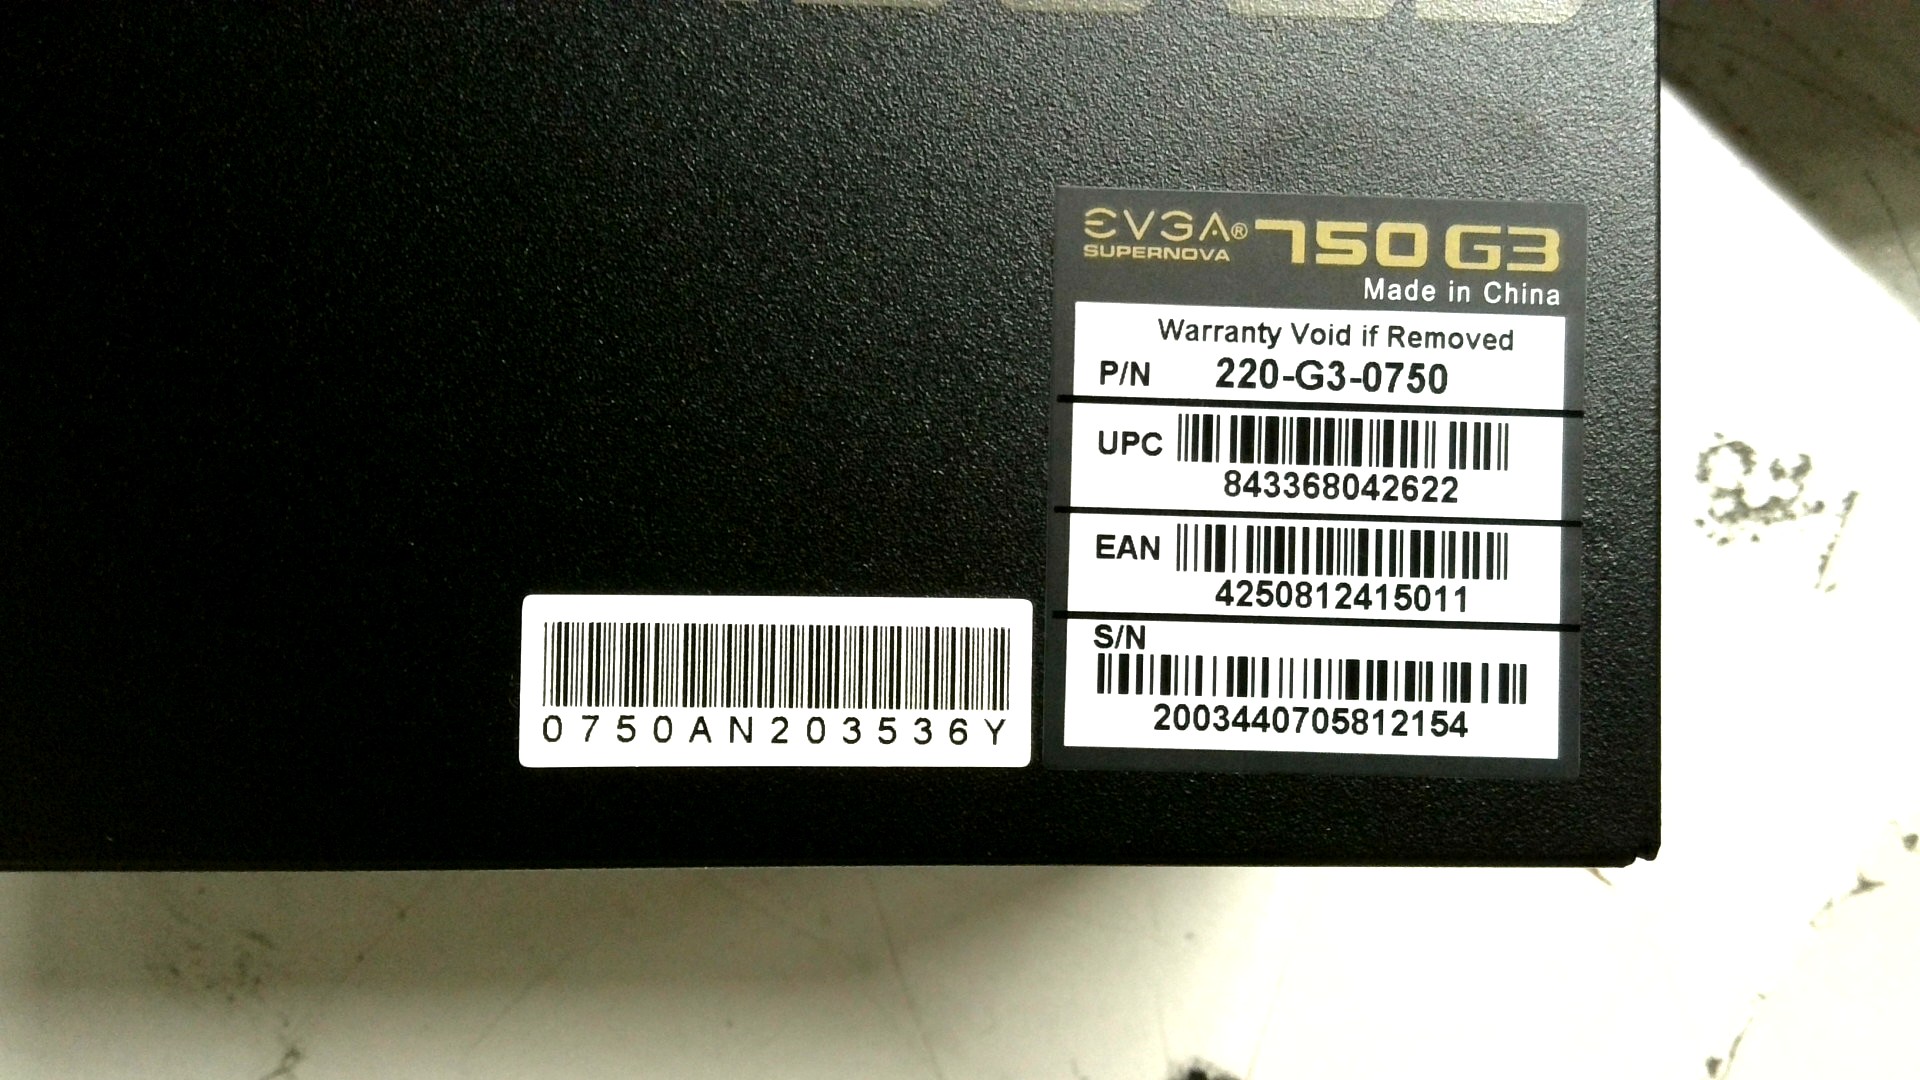 EVGA® 750 G3
SUPERNOVA
Made in China
Warranty Void if Removed
P/N 220-G3-0750
UPC
843368042622
EAN
4250812415011
S/N
2003440705812154
0750AN203536Y